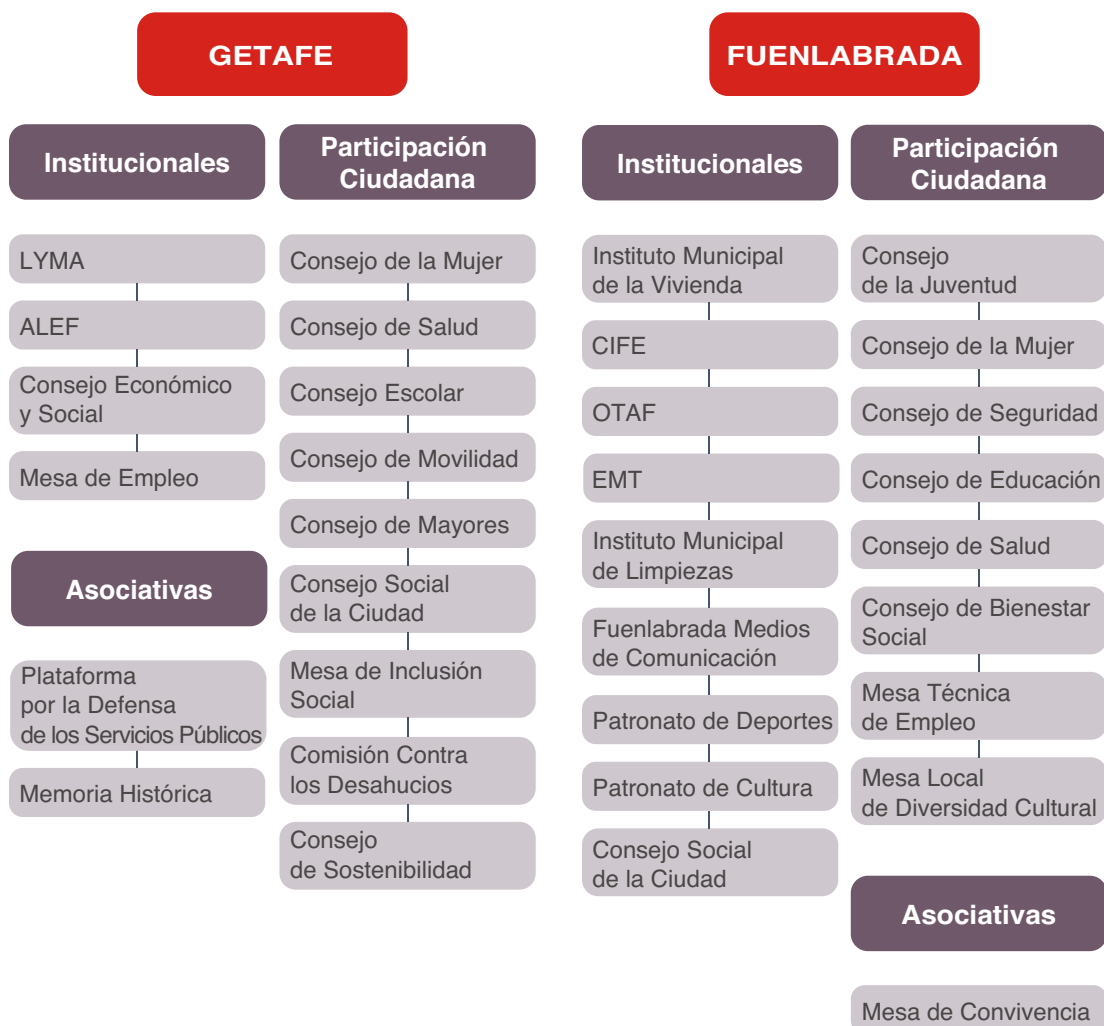 GETAFE
Institucionales
LYMA
ALEF
Consejo Económico
y Social
Mesa de Empleo
Asociativas
Plataforma
por la Defensa
de los Servicios Públicos
Memoria Histórica
Participación
Ciudadana
Consejo de la Mujer
Consejo de Salud
Consejo Escolar
Consejo de Movilidad
Consejo de Mayores
Consejo Social
de la Ciudad
Mesa de Inclusión
Social
Comisión Contra
los Desahucios
Consejo
de Sostenibilidad
FUENLABRADA
Institucionales
Instituto Municipal
de la Vivienda
CIFE
OTAF
EMT
Instituto Municipal
de Limpiezas
Fuenlabrada Medios
de Comunicación
Patronato de Deportes
Patronato de Cultura
Consejo Social
de la Ciudad
Participación
Ciudadana
Consejo
de la Juventud
Consejo de la Mujer
Consejo de Seguridad
Consejo de Educación
Consejo de Salud
Consejo de Bienestar
Social
Mesa Técnica
de Empleo
Mesa Local
de Diversidad Cultural
Asociativas
Mesa de Convivencia